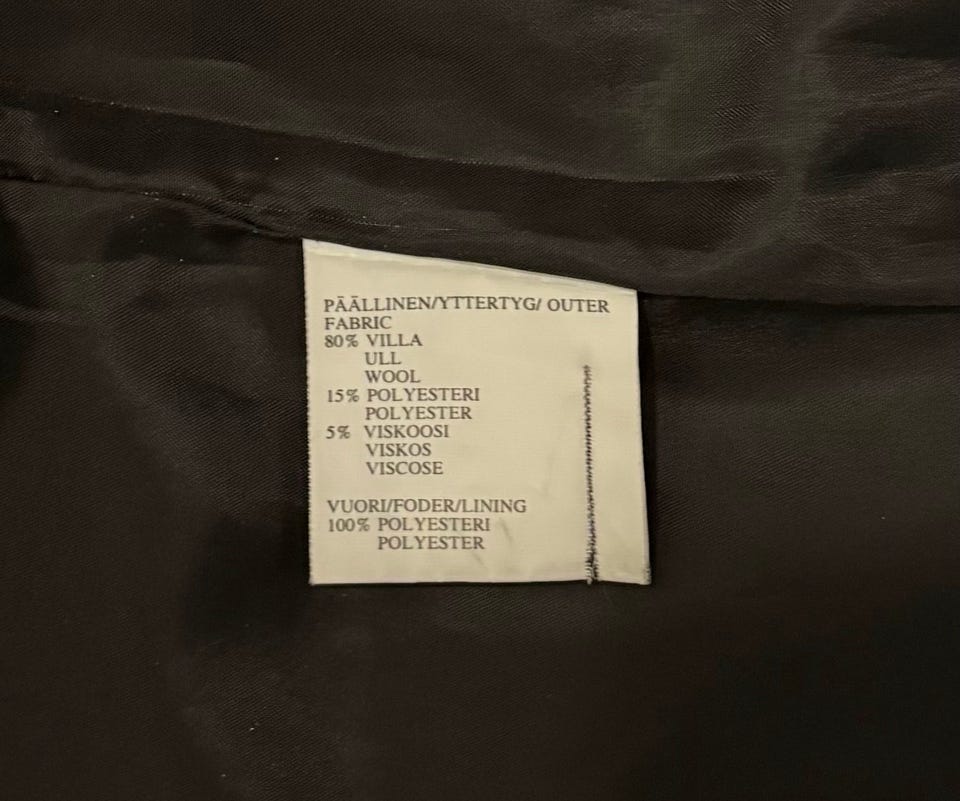 PÄÄLLINEN/YTTERTYG/ OUTER
FABRIC
80% VILLA
ULL
WOOL
15% POLYESTERI
POLYESTER
5% VISKOOSI
VISKOS
VISCOSE
VUORI/FODER/LINING
100% POLYESTERI
POLYESTER